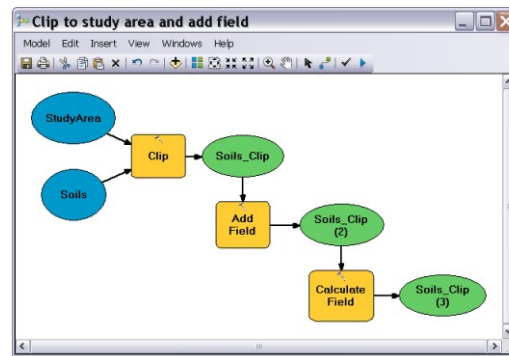 Clip to study area and add field
Model Edit Insert View Windows Help
StudyArea
Clip
Soils_Clip
Soils
Add
Field
Soils_Clip
(2)
Calculate
Field
Soils_Clip
(3)